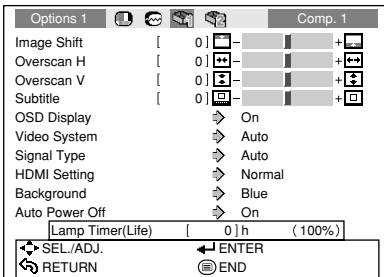 Options 1 Comp. 1
Image Shift [ 0 ] – +
Overscan H [ 0 ] – +
Overscan V [ 0 ] – +
Subtitle [ 0 ] – +
OSD Display On
Video System Auto
Signal Type Auto
HDMI Setting Normal
Background Blue
Auto Power Off On
Lamp Timer(Life) [ 0 ] h (100%)
SEL./ADJ. ENTER
RETURN END